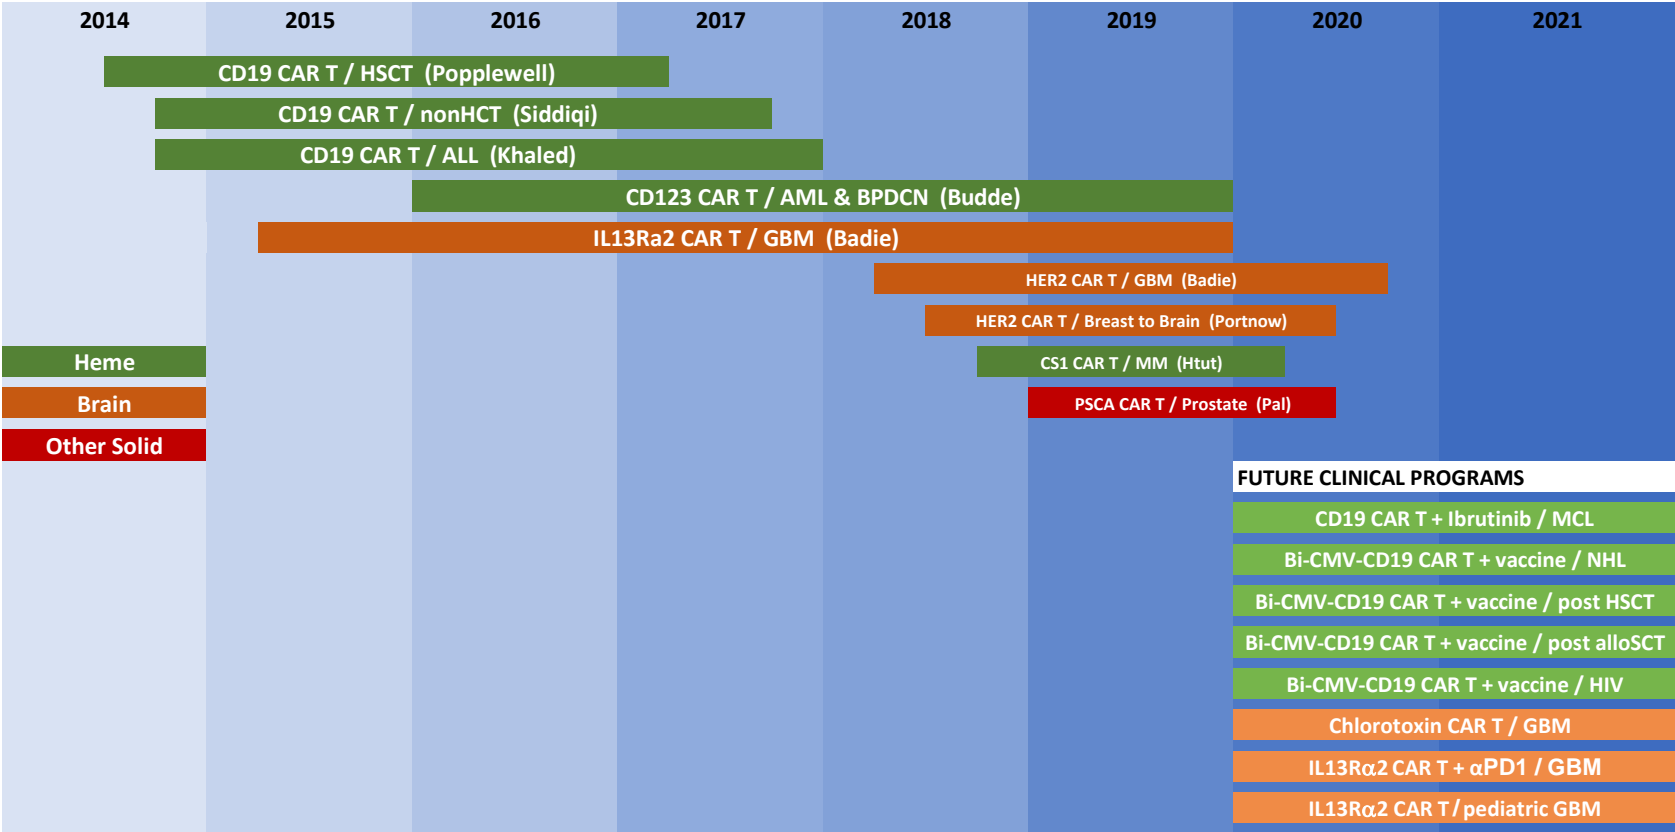 2014 2015 2016 2017 2018 2019 2020 2021
CD19 CAR T / HSCT (Popplewell)
CD19 CAR T / nonHCT (Siddiqi)
CD19 CAR T / ALL (Khaled)
CD123 CAR T / AML & BPDCN (Budde)
IL13Ra2 CAR T / GBM (Badie)
HER2 CAR T / GBM (Badie)
HER2 CAR T / Breast to Brain (Portnow)
Heme
CS1 CAR T / MM (Htut)
Brain
PSCA CAR T / Prostate (Pal)
Other Solid
FUTURE CLINICAL PROGRAMS
CD19 CAR T + Ibrutinib / MCL
Bi-CMV-CD19 CAR T + vaccine / NHL
Bi-CMV-CD19 CAR T + vaccine / post HSCT
Bi-CMV-CD19 CAR T + vaccine / post alloSCT
Bi-CMV-CD19 CAR T + vaccine / HIV
Chlorotoxin CAR T / GBM
IL13Rα2 CAR T + αPD1 / GBM
IL13Rα2 CAR T / pediatric GBM